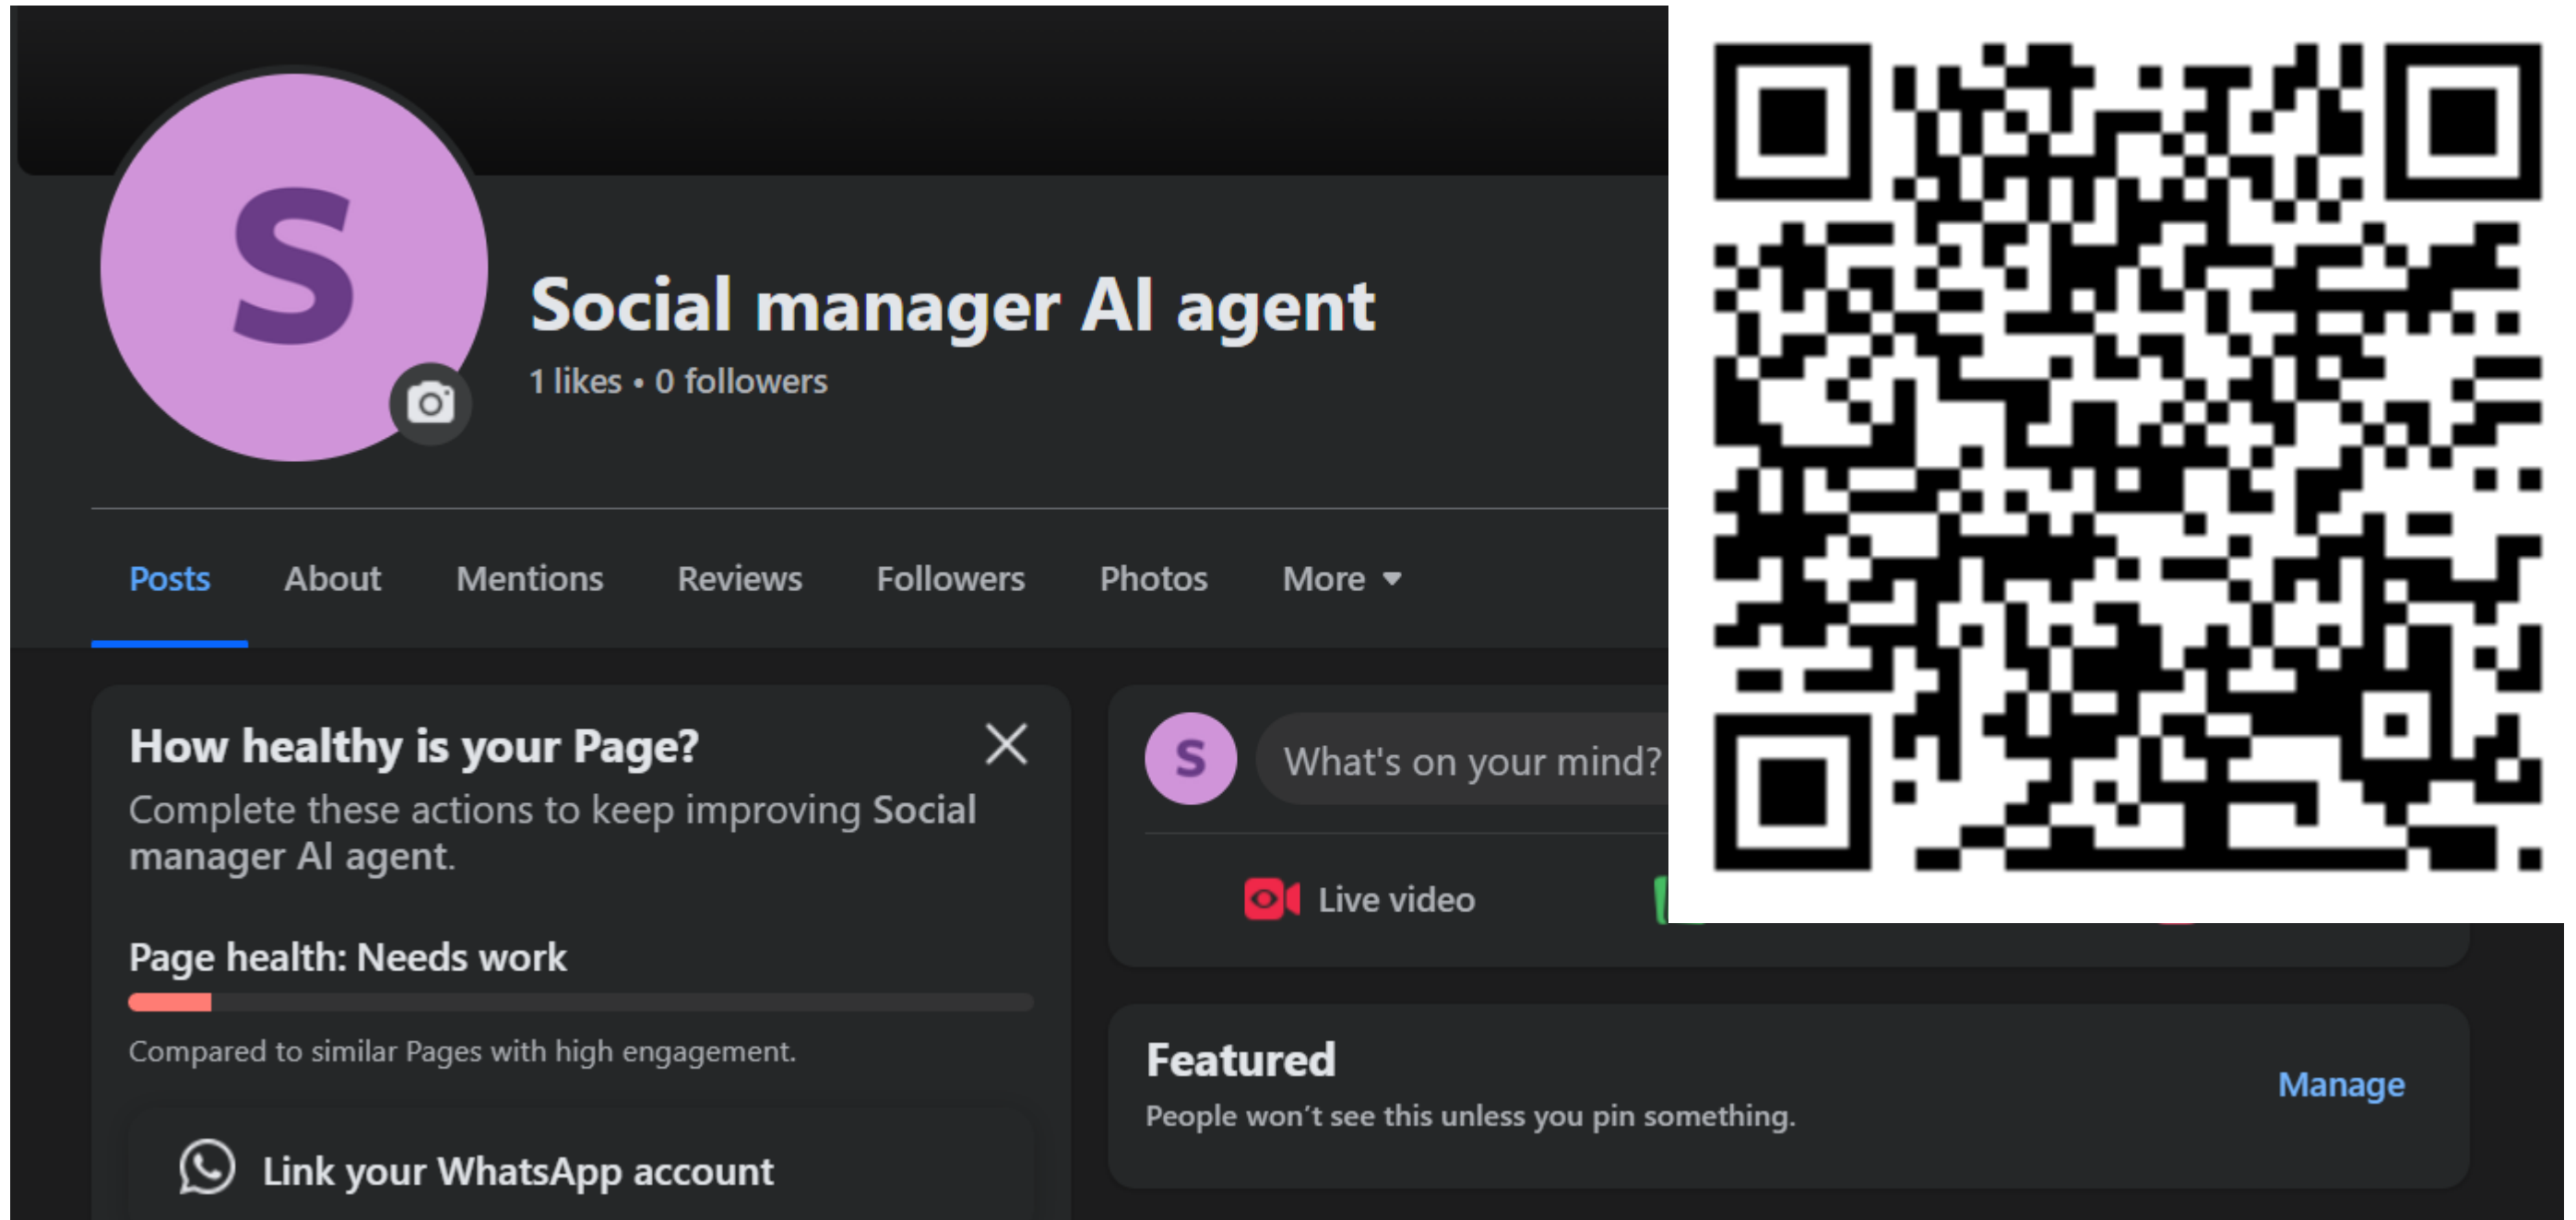 S
Social manager AI agent
1 likes • 0 followers
Posts About Mentions Reviews Followers Photos More
How healthy is your Page?
Complete these actions to keep improving Social
manager AI agent.
Page health: Needs work
Compared to similar Pages with high engagement.
Link your WhatsApp account
S
What's on your mind?
Live video
Featured
Manage
People won't see this unless you pin something.